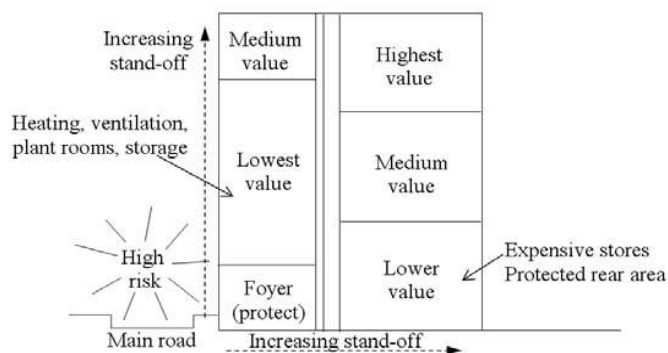 Increasing
stand-off
Medium
value
Highest
value
Heating, ventilation,
plant rooms, storage
Lowest
value
Medium
value
High
risk
Foyer
(protect)
Lower
value
Expensive stores
Protected rear area
Main road
Increasing stand-off